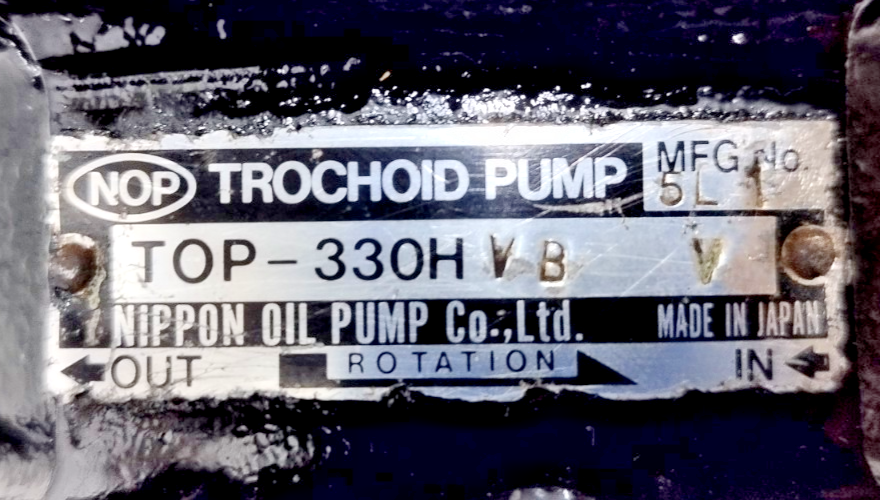 NOP TROCHOID PUMP MFG No.
5L 1
TOP-330H VB V
NIPPON OIL PUMP Co.,Ltd. MADE IN JAPAN
OUT ROTATION IN